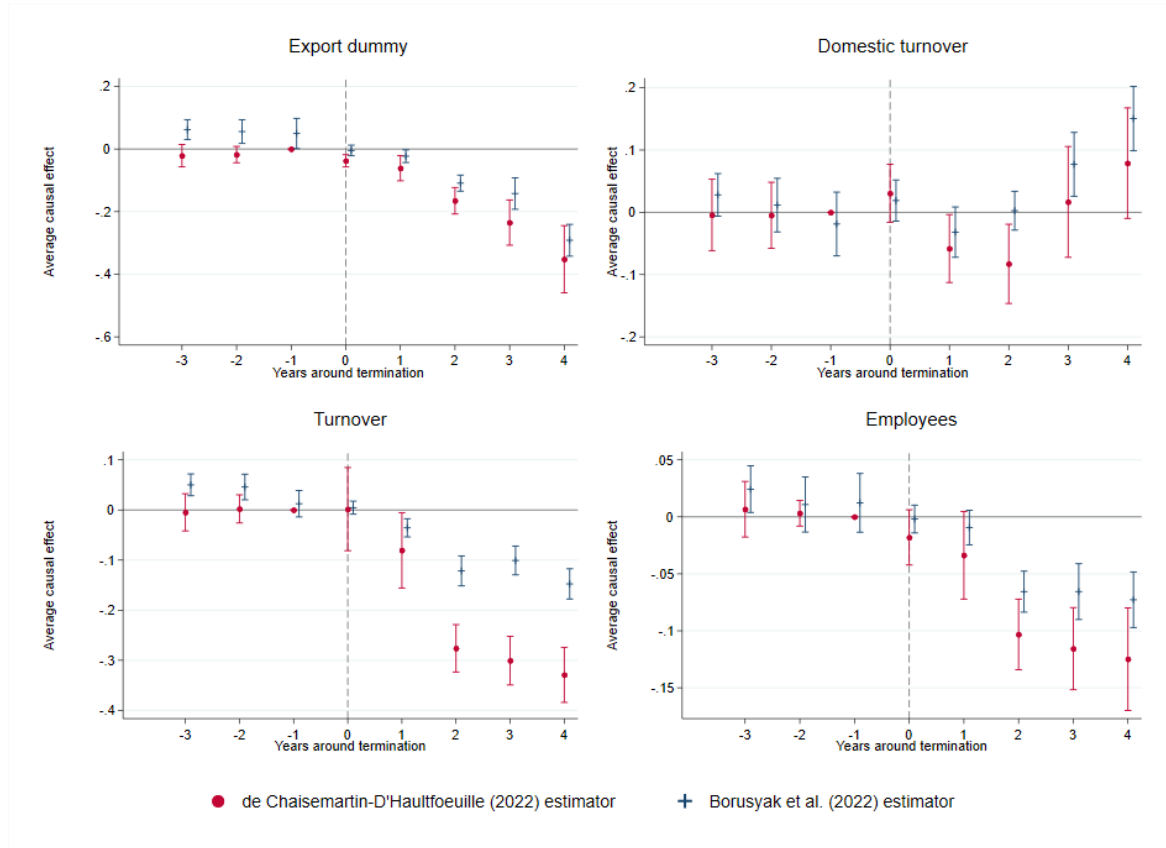 Export dummy
Average causal effect
.2
0
-.2
-.4
-.6
-3 -2 -1 0 1 2 3 4
Years around termination
Domestic turnover
Average causal effect
.2
.1
0
-.1
-.2
-3 -2 -1 0 1 2 3 4
Years around termination
Turnover
Average causal effect
.1
0
-.1
-.2
-.3
-.4
-3 -2 -1 0 1 2 3 4
Years around termination
Employees
Average causal effect
.05
0
-.05
-.1
-.15
-3 -2 -1 0 1 2 3 4
Years around termination
de Chaisemartin-D'Haultfoeuille (2022) estimator
Borusyak et al. (2022) estimator